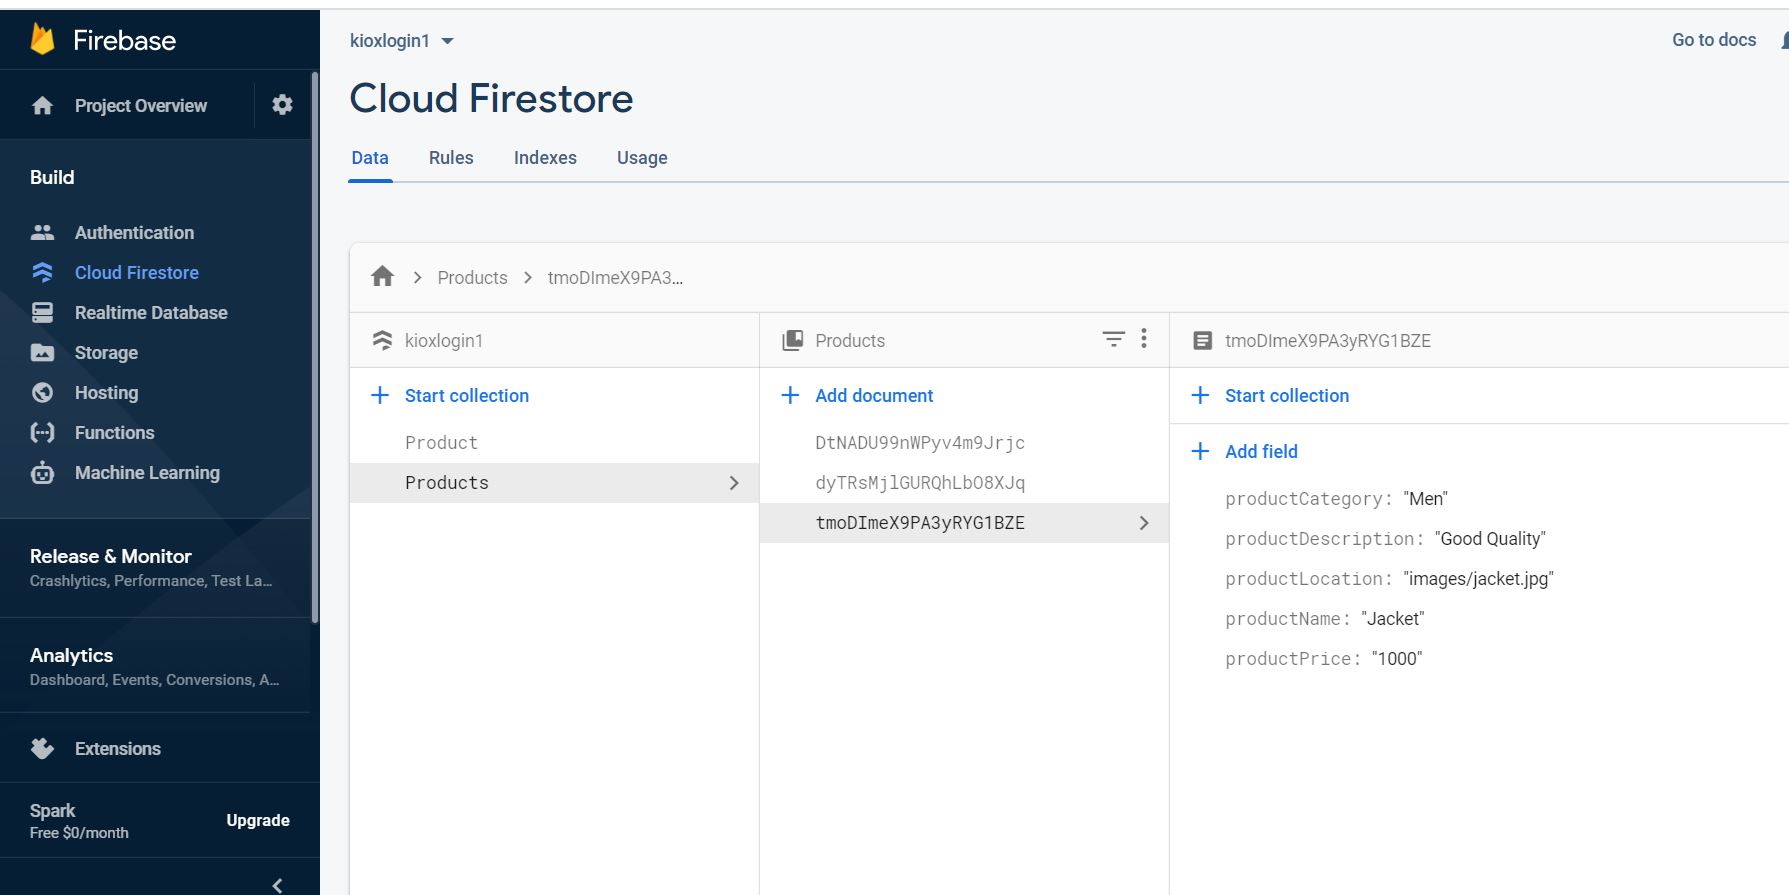 Firebase
Project Overview
Build
Authentication
Cloud Firestore
Realtime Database
Storage
Hosting
Functions
Machine Learning
Release & Monitor
Crashlytics, Performance, Test La...
Analytics
Dashboard, Events, Conversions, A...
Extensions
Spark
Free $0/month
Upgrade
kioxlogin1
Go to docs
Cloud Firestore
Data Rules Indexes Usage
Products tmoDImeX9PA3...
kioxlogin1
Start collection
Product
Products
Products
Add document
DtNADU99nWPyv4m9Jrjc
dyTRsMjlGURQhLbO8XJq
tmoDImeX9PA3yRYG1BZE
tmoDImeX9PA3yRYG1BZE
Start collection
Add field
productCategory: "Men"
productDescription: "Good Quality"
productLocation: "images/jacket.jpg"
productName: "Jacket"
productPrice: "1000"